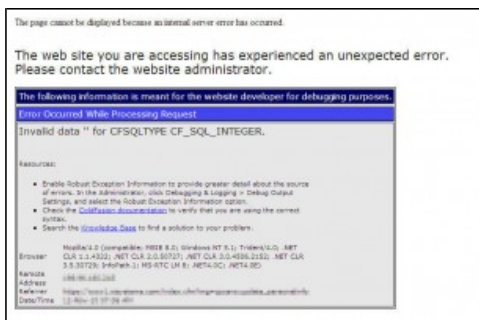 The page cannot be displayed because an internal server error has occurred.
The web site you are accessing has experienced an unexpected error.
Please contact the website administrator.
The following information is meant for the website developer for debugging purposes.
Error Occurred While Processing Request
Invalid data '' for CFSQLTYPE CF_SQL_INTEGER.
Resources:
Enable Robust Exception Information to provide greater detail about the source
of errors. In the Administrator, click Debugging & Logging > Debug Output
Settings, and select the Robust Exception Information option.
Check the ColdFusion documentation to verify that you are using the correct
syntax.
Search the Knowledge Base to find a solution to your problem.
Mozilla/4.0 (compatible; MSIE 8.0; Windows NT 5.1; Trident/4.0; .NET
Browser CLR 1.1.4322; .NET CLR 2.0.50727; .NET CLR 3.0.4506.2152; .NET CLR
3.5.30729; InfoPath.1; MS-RTC LM 8; .NET4.0C; .NET4.0E)
Remote
Address
Referrer
Date/Time